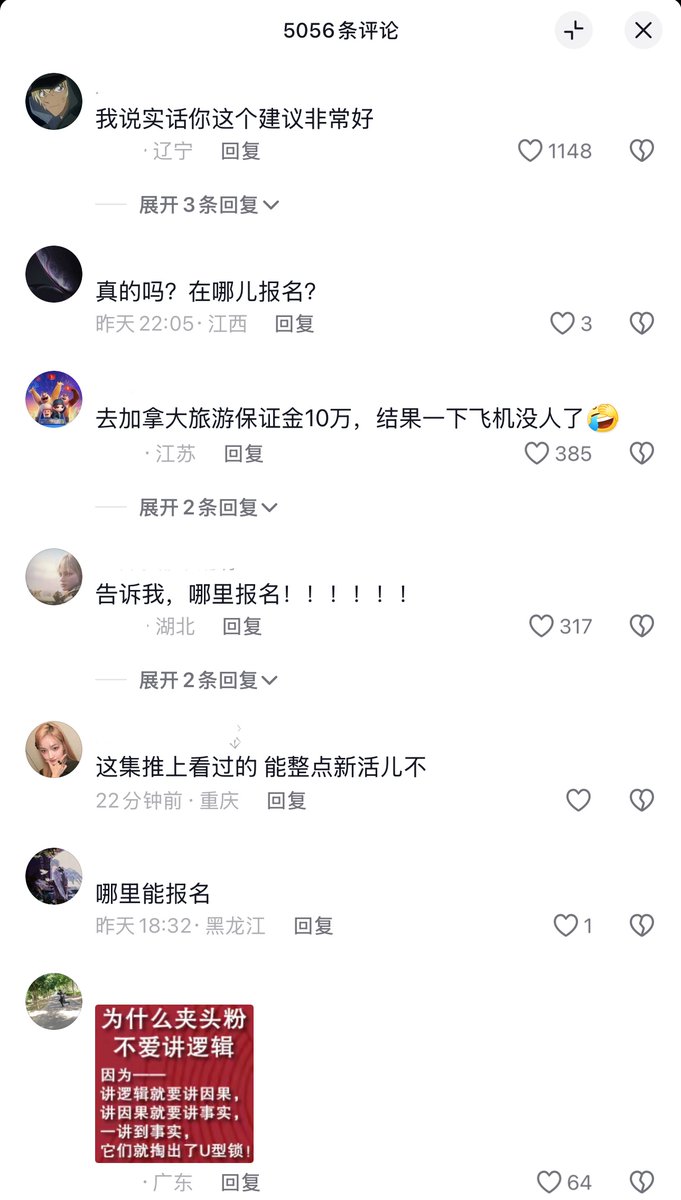 5056条评论
我说实话你这个建议非常好
·辽宁 回复 1148
展开3条回复
真的吗？在哪儿报名？
昨天22:05·江西 回复 3
去加拿大旅游保证金10万，结果一下飞机没人了🤣
·江苏 回复 385
展开2条回复
告诉我，哪里报名！！！！！！
·湖北 回复 317
展开2条回复
这集推上看过的 能整点新活儿不
22分钟前·重庆 回复
哪里能报名
昨天18:32·黑龙江 回复 1
为什么夹头粉
不爱讲逻辑
因为——
讲逻辑就要讲因果，
讲因果就要讲事实，
一讲到事实，
它们就掏出了U型锁！
·广东 回复 64